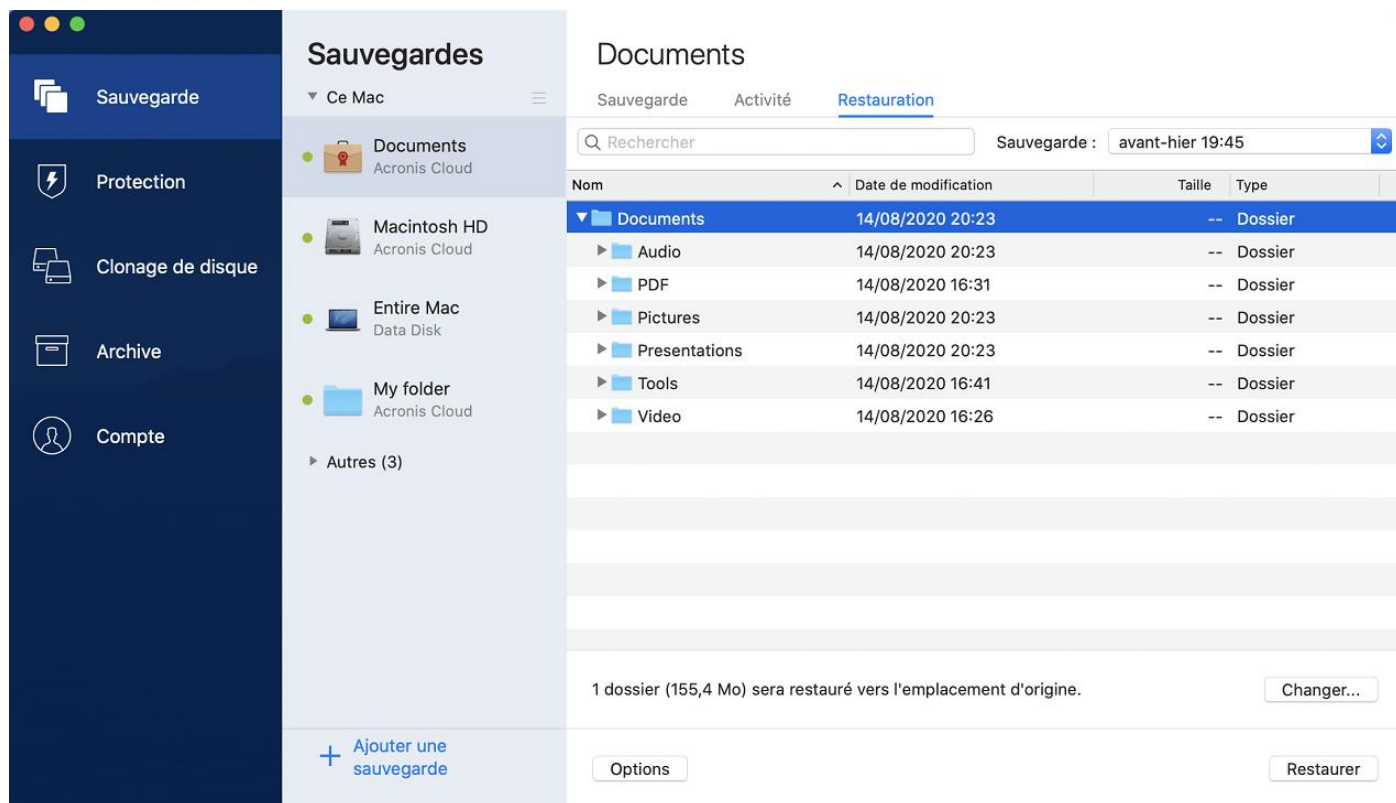 Sauvegarde
Protection
Clonage de disque
Archive
Compte
Sauvegardes
Ce Mac
Documents
Acronis Cloud
Macintosh HD
Acronis Cloud
Entire Mac
Data Disk
My folder
Acronis Cloud
Autres (3)
Ajouter une
sauvegarde
Documents
Sauvegarde Activité Restauration
Rechercher Sauvegarde : avant-hier 19:45
Nom Date de modification Taille Type
Documents 14/08/2020 20:23 -- Dossier
Audio 14/08/2020 20:23 -- Dossier
PDF 14/08/2020 16:31 -- Dossier
Pictures 14/08/2020 20:23 -- Dossier
Presentations 14/08/2020 20:23 -- Dossier
Tools 14/08/2020 16:41 -- Dossier
Video 14/08/2020 16:26 -- Dossier
1 dossier (155,4 Mo) sera restauré vers l'emplacement d'origine. Changer...
Options Restaurer